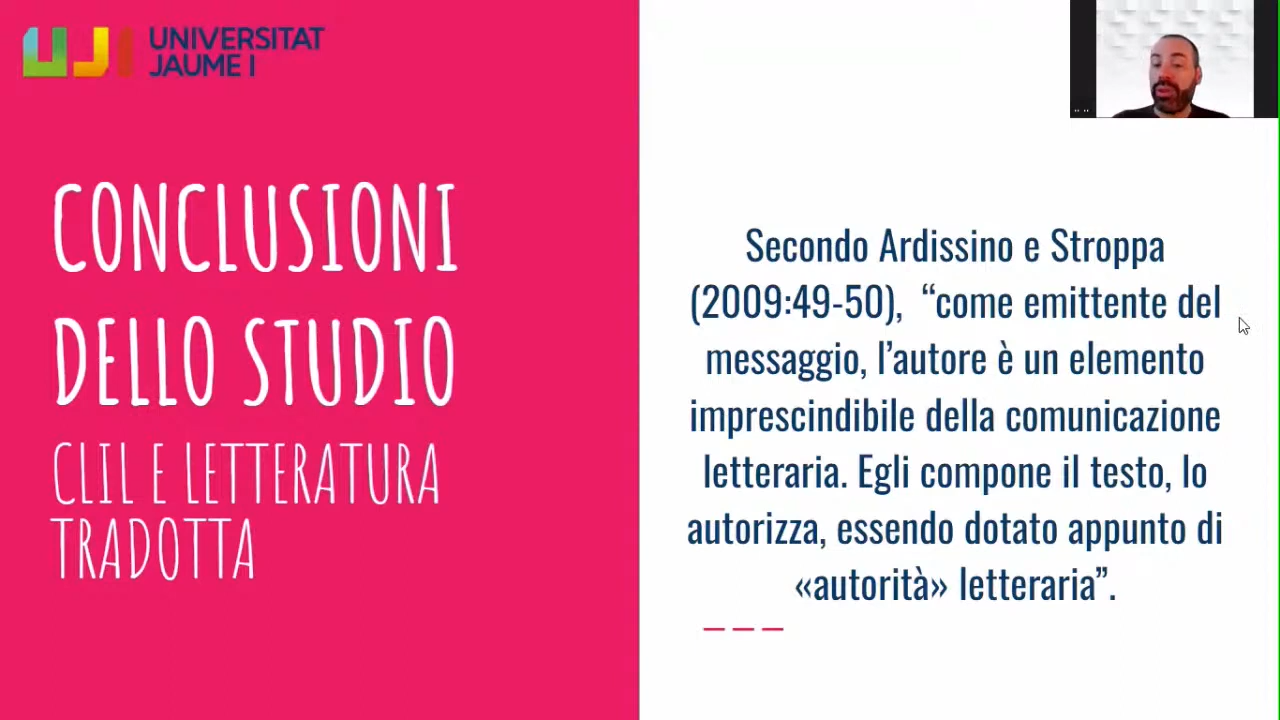 UNIVERSITAT
JAUME I
CONCLUSIONI
DELLO STUDIO
CLIL E LETTERATURA
TRADOTTA
Secondo Ardissino e Stroppa
(2009:49-50), “come emittente del
messaggio, l’autore è un elemento
imprescindibile della comunicazione
letteraria. Egli compone il testo, lo
autorizza, essendo dotato appunto di
«autorità» letteraria”.